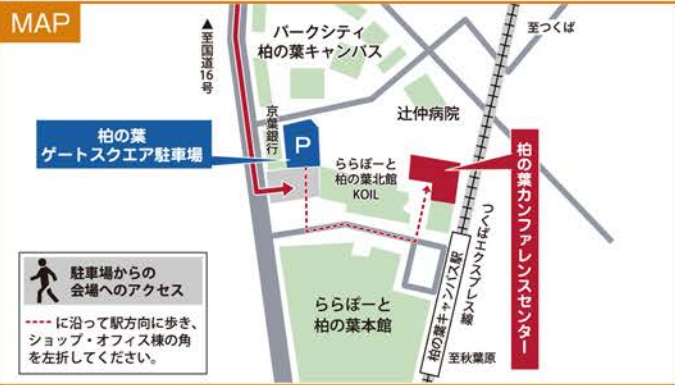 MAP
▲至国道16号
パークシティ
柏の葉キャンパス
至つくば
京葉銀行
辻仲病院
柏の葉
ゲートスクエア駐車場
P
ららぽーと
柏の葉北館
KOIL
柏の葉カンファレンスセンター
つくばエクスプレス線
柏の葉キャンパス駅
至秋葉原
ららぽーと
柏の葉本館
駐車場からの
会場へのアクセス
----- に沿って駅方向に歩き、
ショップ・オフィス棟の角
を左折してください。